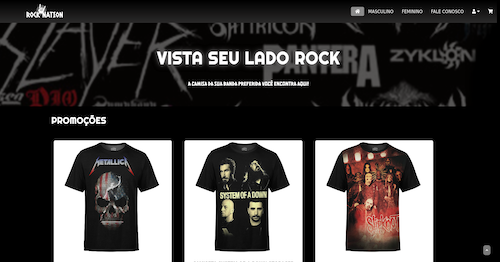 ROCK NATION
MASCULINO FEMININO FALE CONOSCO
SLAYER SATYRICON PANTERA ZYKLON
DIO
VISTA SEU LADO ROCK
A CAMISA DA SUA BANDA PREFERIDA VOCÊ ENCONTRA AQUI!
PROMOÇÕES
METALLICA
SYSTEM OF A DOWN
SLIPKNOT